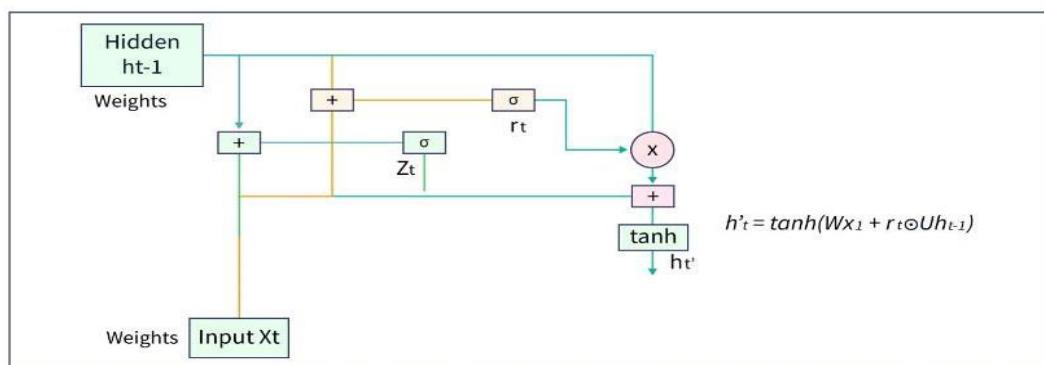 Hidden
ht-1
Weights
+
σ
rt
+
σ
Zt
x
+
h't = tanh(Wx1 + rt⊙Uht-1)
tanh
ht'
Weights
Input Xt